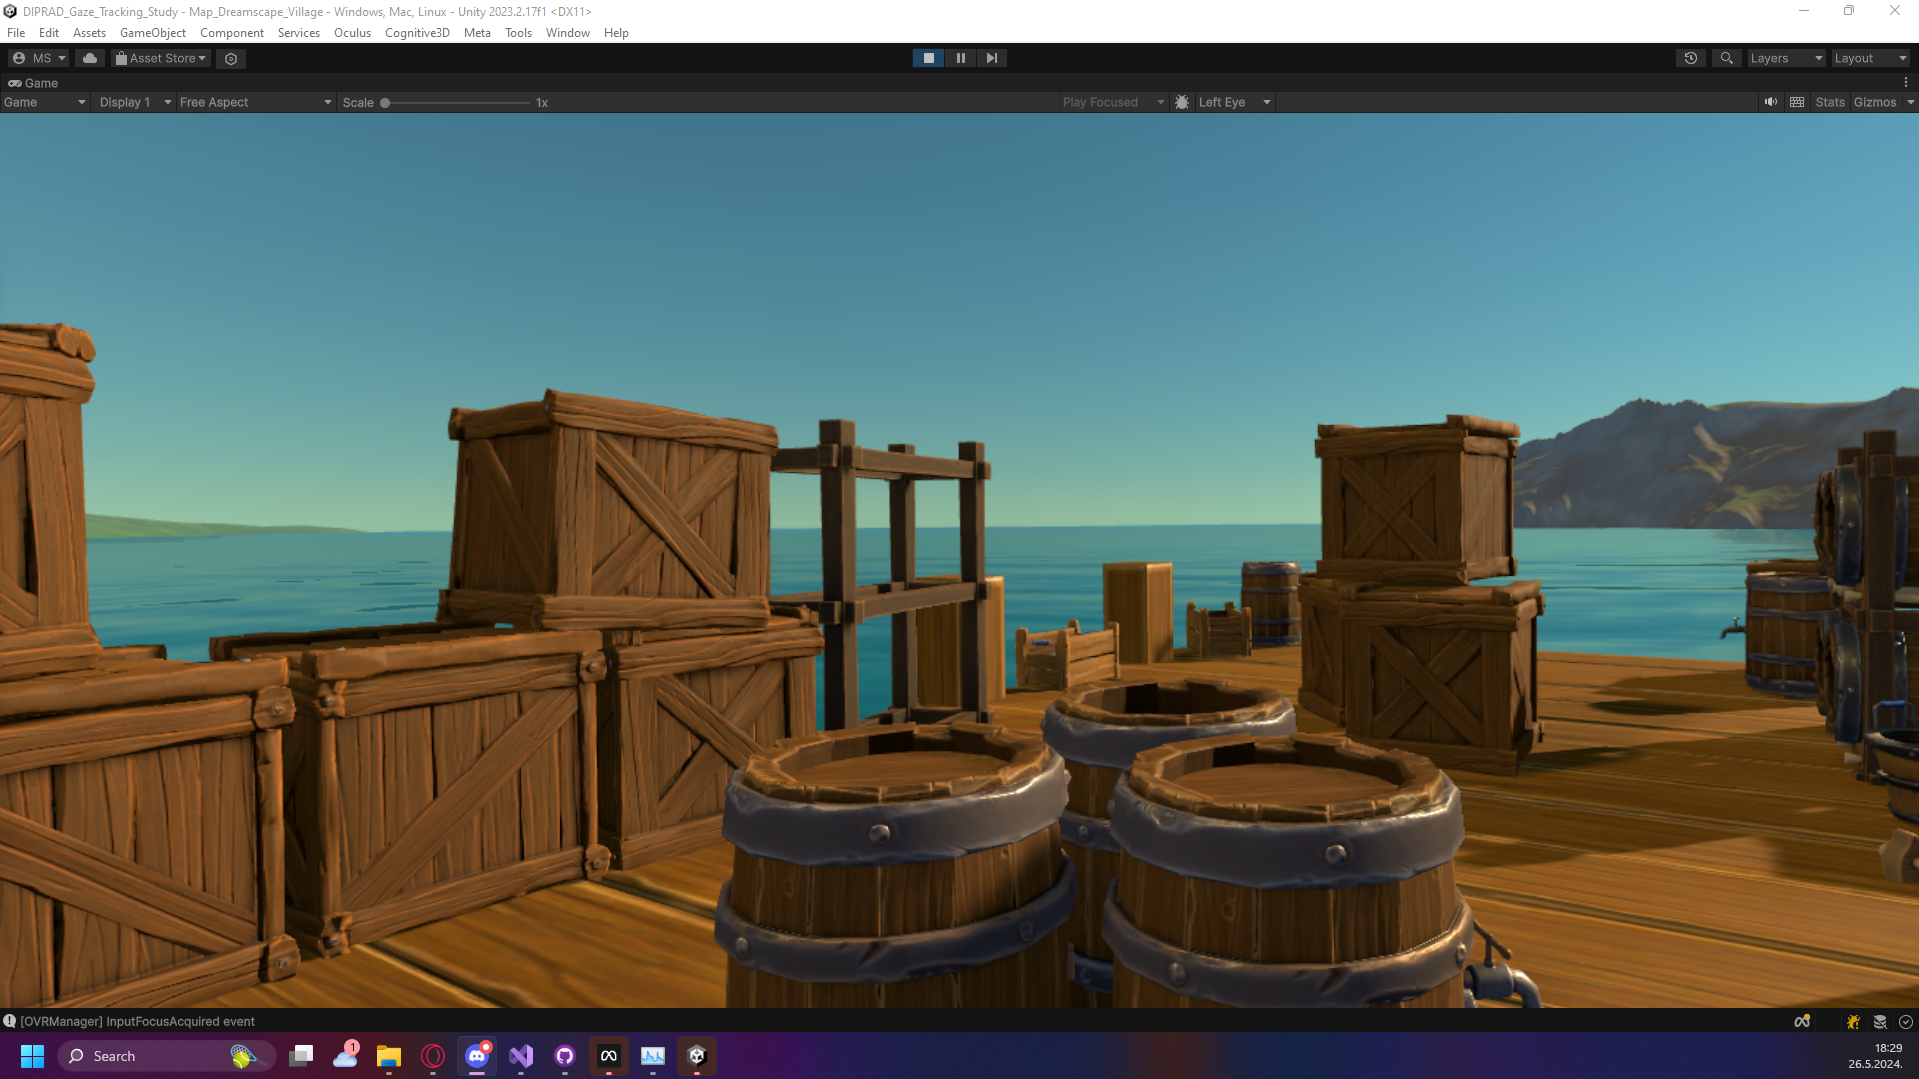 DIPRAD_Gaze_Tracking_Study - Map_Dreamscape_Village - Windows, Mac, Linux - Unity 2023.2.17f1 <DX11>
File Edit Assets GameObject Component Services Oculus Cognitive3D Meta Tools Window Help
MS Asset Store Layers Layout
Game
Game Display 1 Free Aspect Scale 1x Play Focused Left Eye Stats Gizmos
[OVRManager] InputFocusAcquired event
Search 1 18:29
26.5.2024.